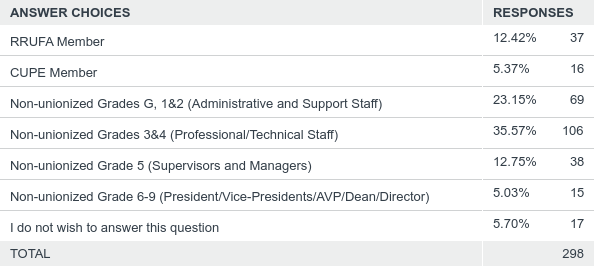 ANSWER CHOICES RESPONSES
RRUFA Member 12.42% 37
CUPE Member 5.37% 16
Non-unionized Grades G, 1&2 (Administrative and Support Staff) 23.15% 69
Non-unionized Grades 3&4 (Professional/Technical Staff) 35.57% 106
Non-unionized Grade 5 (Supervisors and Managers) 12.75% 38
Non-unionized Grade 6-9 (President/Vice-Presidents/AVP/Dean/Director) 5.03% 15
I do not wish to answer this question 5.70% 17
TOTAL 298